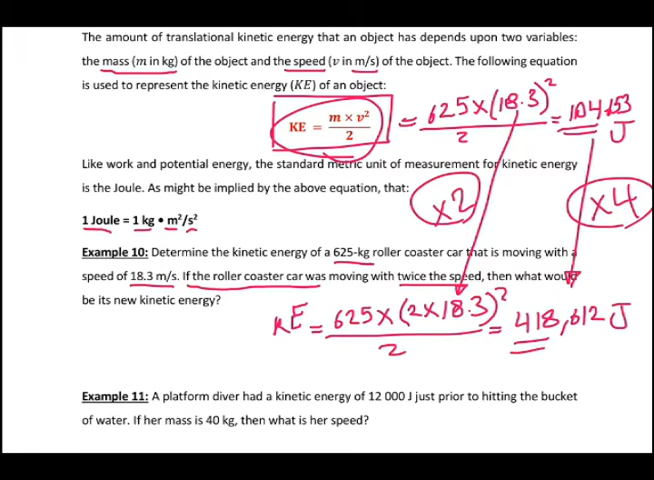 The amount of translational kinetic energy that an object has depends upon two variables:
the mass (m in kg) of the object and the speed (v in m/s) of the object. The following equation
is used to represent the kinetic energy (KE) of an object:
KE = m × v² / 2 = 625×(18.3)² / 2 = 104653 J
Like work and potential energy, the standard metric unit of measurement for kinetic energy
is the Joule. As might be implied by the above equation, that:
×2 ×4
1 Joule = 1 kg • m²/s²
Example 10: Determine the kinetic energy of a 625-kg roller coaster car that is moving with a
speed of 18.3 m/s. If the roller coaster car was moving with twice the speed, then what would
be its new kinetic energy?
KE = 625×(2×18.3)² / 2 = 418,612 J
Example 11: A platform diver had a kinetic energy of 12 000 J just prior to hitting the bucket
of water. If her mass is 40 kg, then what is her speed?